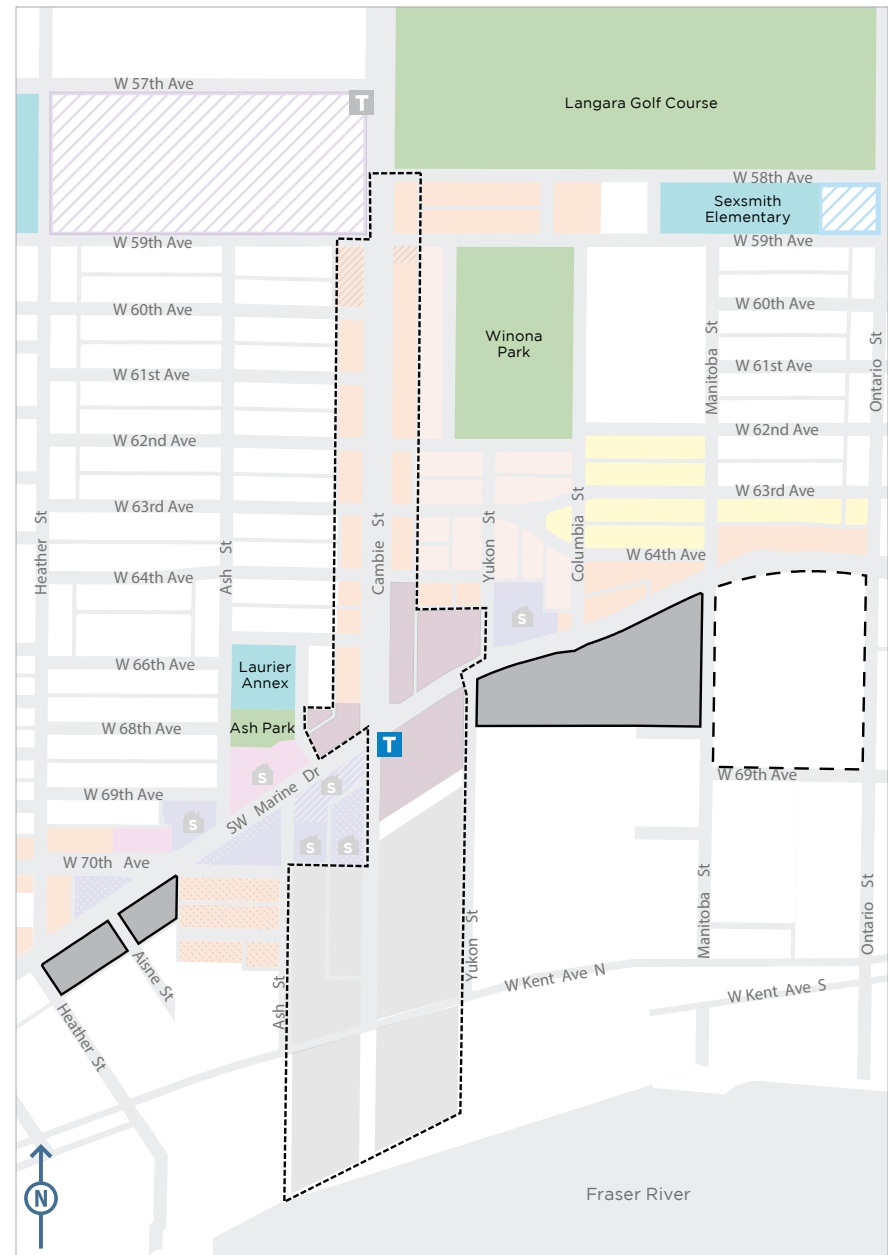 W 57th Ave
T
Langara Golf Course
W 58th Ave
Sexsmith
Elementary
W 59th Ave
W 59th Ave
W 60th Ave
W 60th Ave
Winona
Park
Manitoba St
Ontario St
W 61st Ave
W 61st Ave
W 62nd Ave
W 62nd Ave
W 63rd Ave
W 63rd Ave
Heather St
Ash St
Cambie St
Yukon St
Columbia St
W 64th Ave
W 64th Ave
S
W 66th Ave
Laurier
Annex
W 68th Ave
Ash Park
T
S
SW Marine Dr
S
W 69th Ave
W 69th Ave
S
S
S
W 70th Ave
Manitoba St
Ontario St
Yukon St
Aisne St
Ash St
W Kent Ave N
W Kent Ave S
Heather St
N
Fraser River